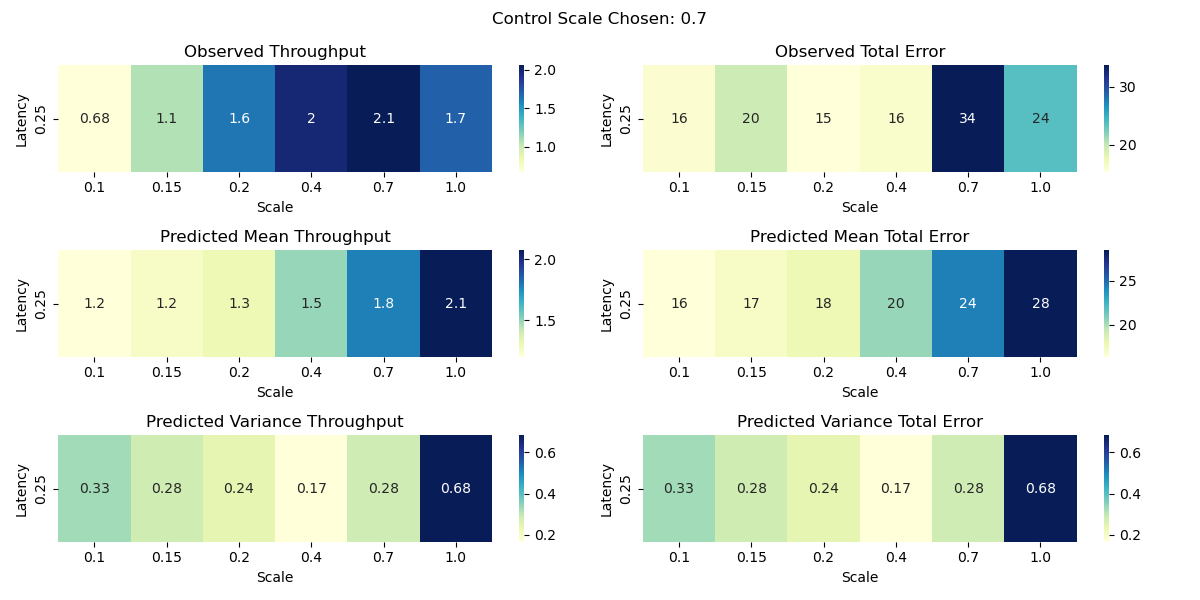 Control Scale Chosen: 0.7
Observed Throughput
Latency
0.25
0.68 1.1 1.6 2 2.1 1.7
0.1 0.15 0.2 0.4 0.7 1.0
Scale
2.0
1.5
1.0
Observed Total Error
Latency
0.25
16 20 15 16 34 24
0.1 0.15 0.2 0.4 0.7 1.0
Scale
30
20
Predicted Mean Throughput
Latency
0.25
1.2 1.2 1.3 1.5 1.8 2.1
0.1 0.15 0.2 0.4 0.7 1.0
Scale
2.0
1.5
Predicted Mean Total Error
Latency
0.25
16 17 18 20 24 28
0.1 0.15 0.2 0.4 0.7 1.0
Scale
25
20
Predicted Variance Throughput
Latency
0.25
0.33 0.28 0.24 0.17 0.28 0.68
0.1 0.15 0.2 0.4 0.7 1.0
Scale
0.6
0.4
0.2
Predicted Variance Total Error
Latency
0.25
0.33 0.28 0.24 0.17 0.28 0.68
0.1 0.15 0.2 0.4 0.7 1.0
Scale
0.6
0.4
0.2